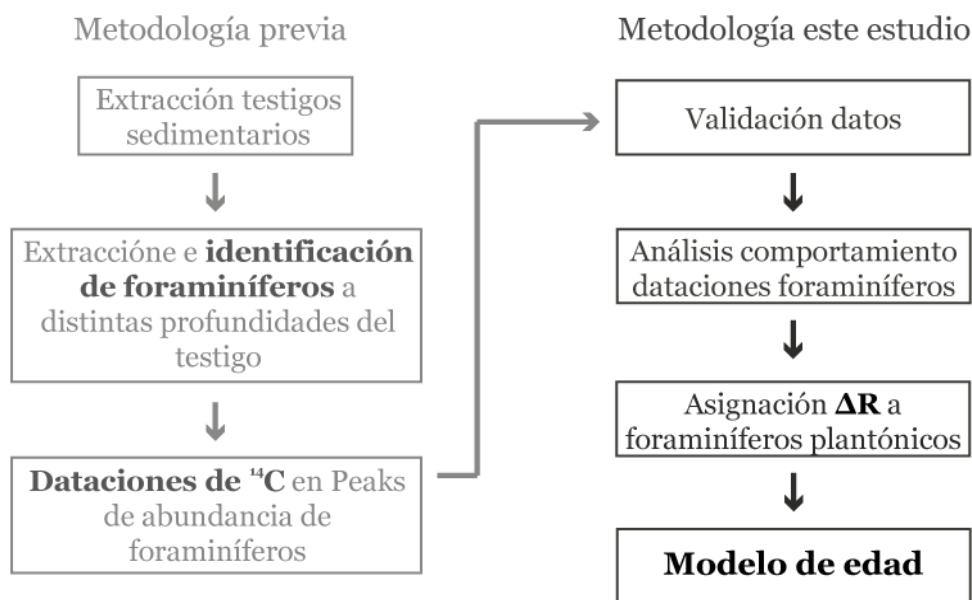 Metodología previa
Extracción testigos
sedimentarios
Extraccióne e identificación
de foraminíferos a
distintas profundidades del
testigo
Dataciones de ¹⁴C en Peaks
de abundancia de
foraminíferos
Metodología este estudio
Validación datos
Análisis comportamiento
dataciones foraminíferos
Asignación ΔR a
foraminíferos plantónicos
Modelo de edad